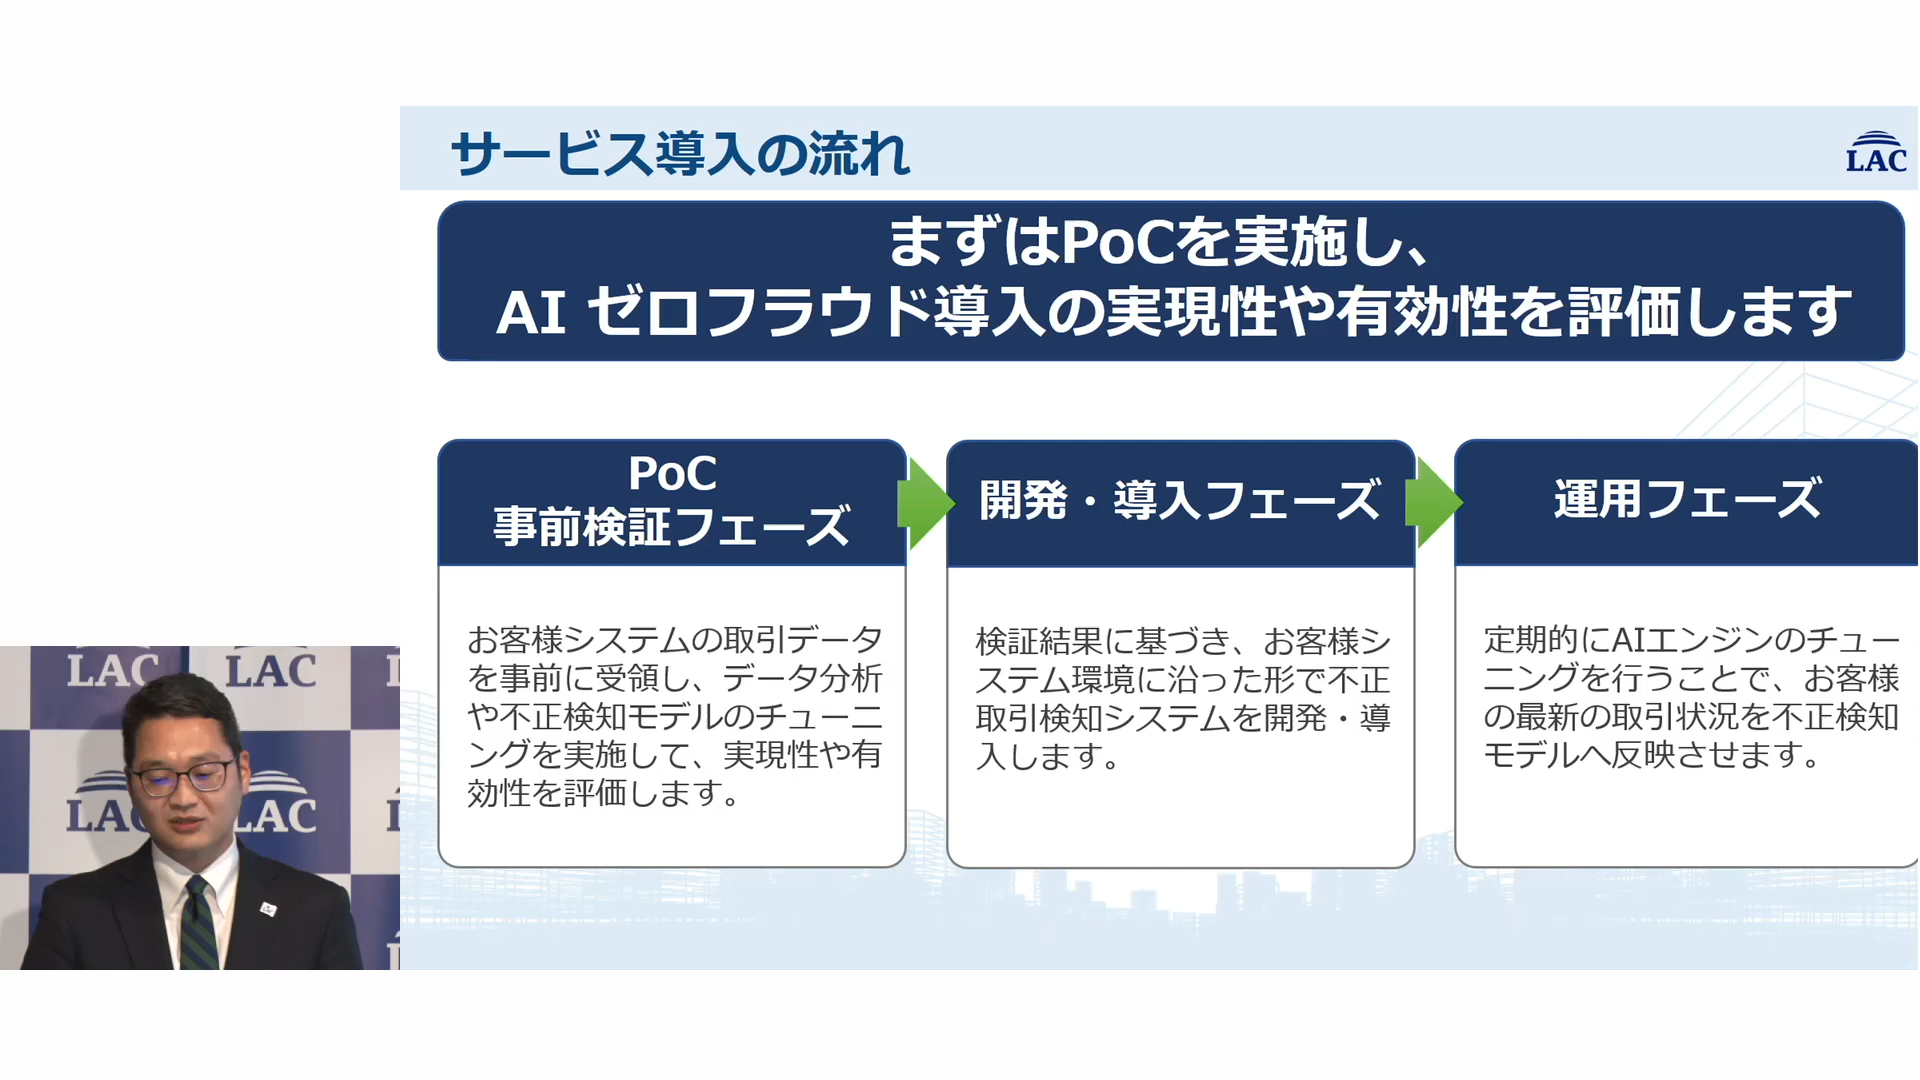 サービス導入の流れ
LAC
まずはPoCを実施し、
AI ゼロフラウド導入の実現性や有効性を評価します
PoC
事前検証フェーズ
お客様システムの取引データ
を事前に受領し、データ分析
や不正検知モデルのチューニ
ングを実施して、実現性や有
効性を評価します。
開発・導入フェーズ
検証結果に基づき、お客様シ
ステム環境に沿った形で不正
取引検知システムを開発・導
入します。
運用フェーズ
定期的にAIエンジンのチュー
ニングを行うことで、お客様
の最新の取引状況を不正検知
モデルへ反映させます。
LAC
LAC
LAC
LAC